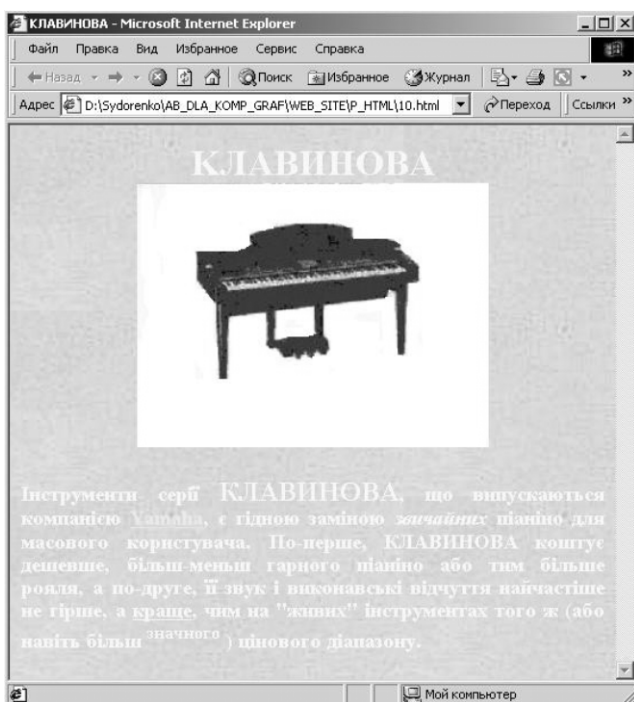 КЛАВИНОВА - Microsoft Internet Explorer
Файл Правка Вид Избранное Сервис Справка
Назад Поиск Избранное Журнал »
Адрес D:\Sydorenko\AB_DLA_KOMP_GRAF\WEB_SITE\P_HTML\10.html Переход Ссылки »
КЛАВИНОВА
Інструменти серії КЛАВИНОВА, що випускаються
компанією Yamaha, є гідною заміною звичайних піаніно для
масового користувача. По-перше, КЛАВИНОВА коштує
дешевше, більш-меньш гарного піаніно або тим більше
рояля, а по-друге, її звук і виконавські відчуття найчастіше
не гірше, а краще, чим на "живих" інструментах того ж (або
навіть більш значного ) цінового діапазону.
Мой компьютер